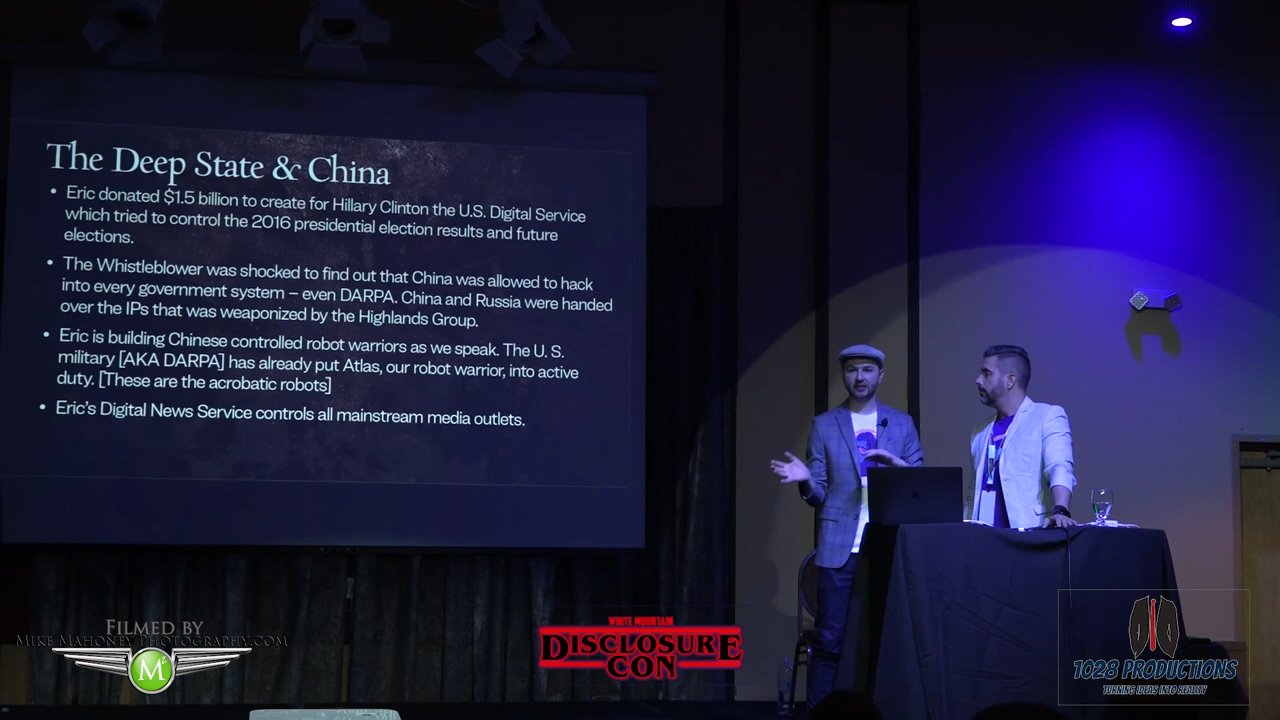 The Deep State & China
• Eric donated $1.5 billion to create for Hillary Clinton the U.S. Digital Service
which tried to control the 2016 presidential election results and future
elections.
• The Whistleblower was shocked to find out that China was allowed to hack
into every government system – even DARPA. China and Russia were handed
over the IPs that was weaponized by the Highlands Group.
• Eric is building Chinese controlled robot warriors as we speak. The U. S.
military [AKA DARPA] has already put Atlas, our robot warrior, into active
duty. [These are the acrobatic robots]
• Eric's Digital News Service controls all mainstream media outlets.
FILMED BY
MIKE MAHONEY PHOTOGRAPHY.COM
M²
WHITE MOUNTAIN
DISCLOSURE
CON
1028 PRODUCTIONS
TURNING IDEAS INTO REALITY